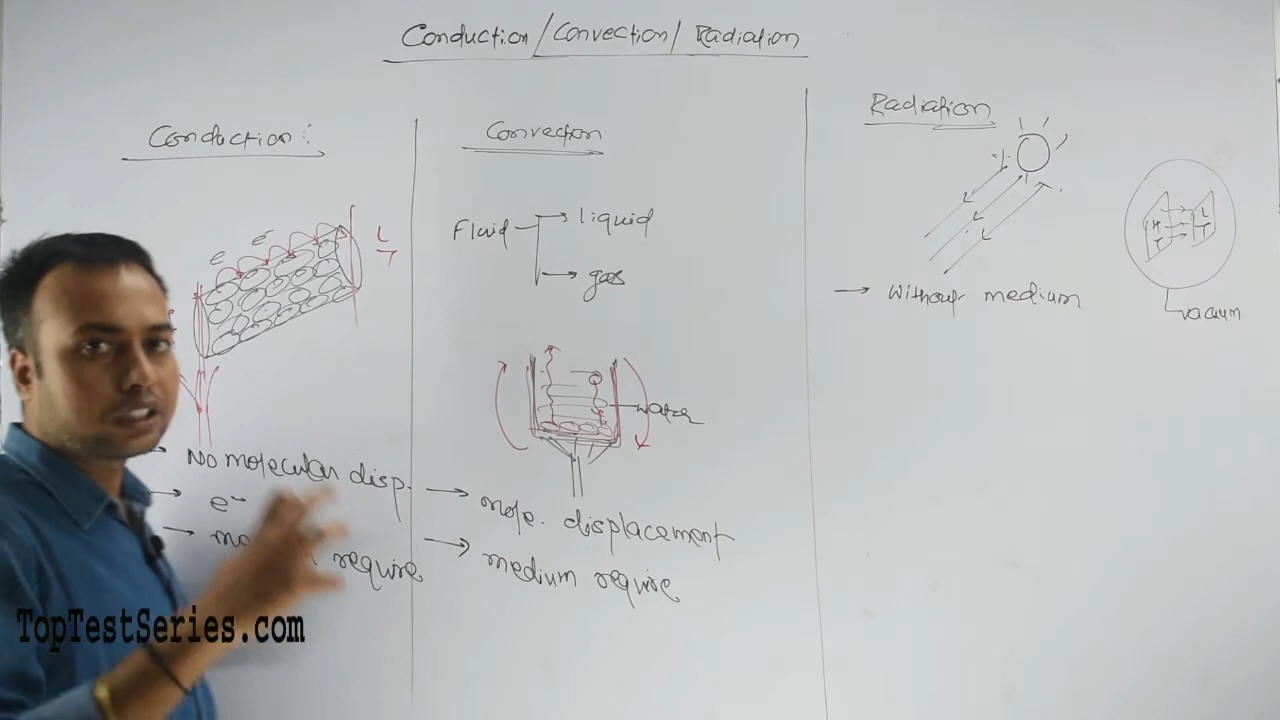 Conduction/Convection/Radiation
Conduction:
e⁻ e⁻
L
T
No molecular disp.
e⁻
require
Convection
Fluid → liquid
→ gas
water
→ mole. displacement
→ medium require
Radiation
→ Without medium
H L
T T
vacuum
TopTestSeries.com